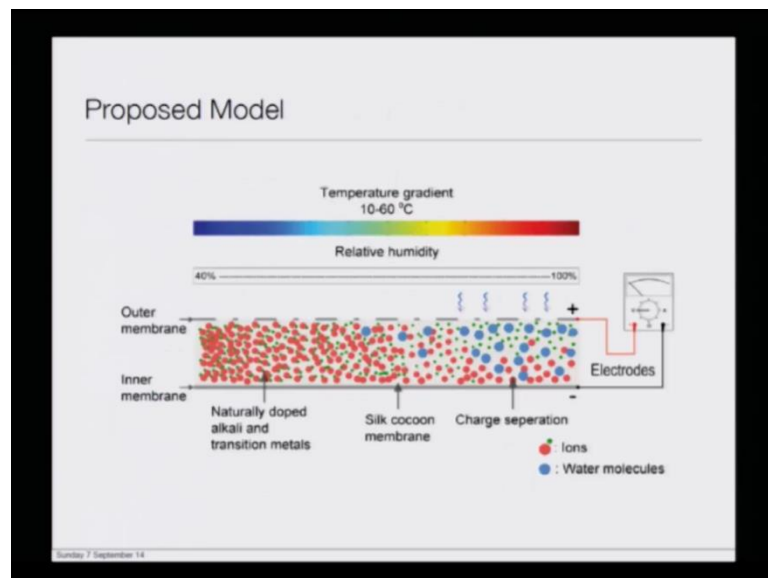 Proposed Model
Temperature gradient
10-60 °C
Relative humidity
40%
100%
Outer
membrane
+
Inner
membrane
-
Electrodes
Naturally doped
alkali and
transition metals
Silk cocoon
membrane
Charge seperation
: Ions
: Water molecules
Sunday 7 September 14